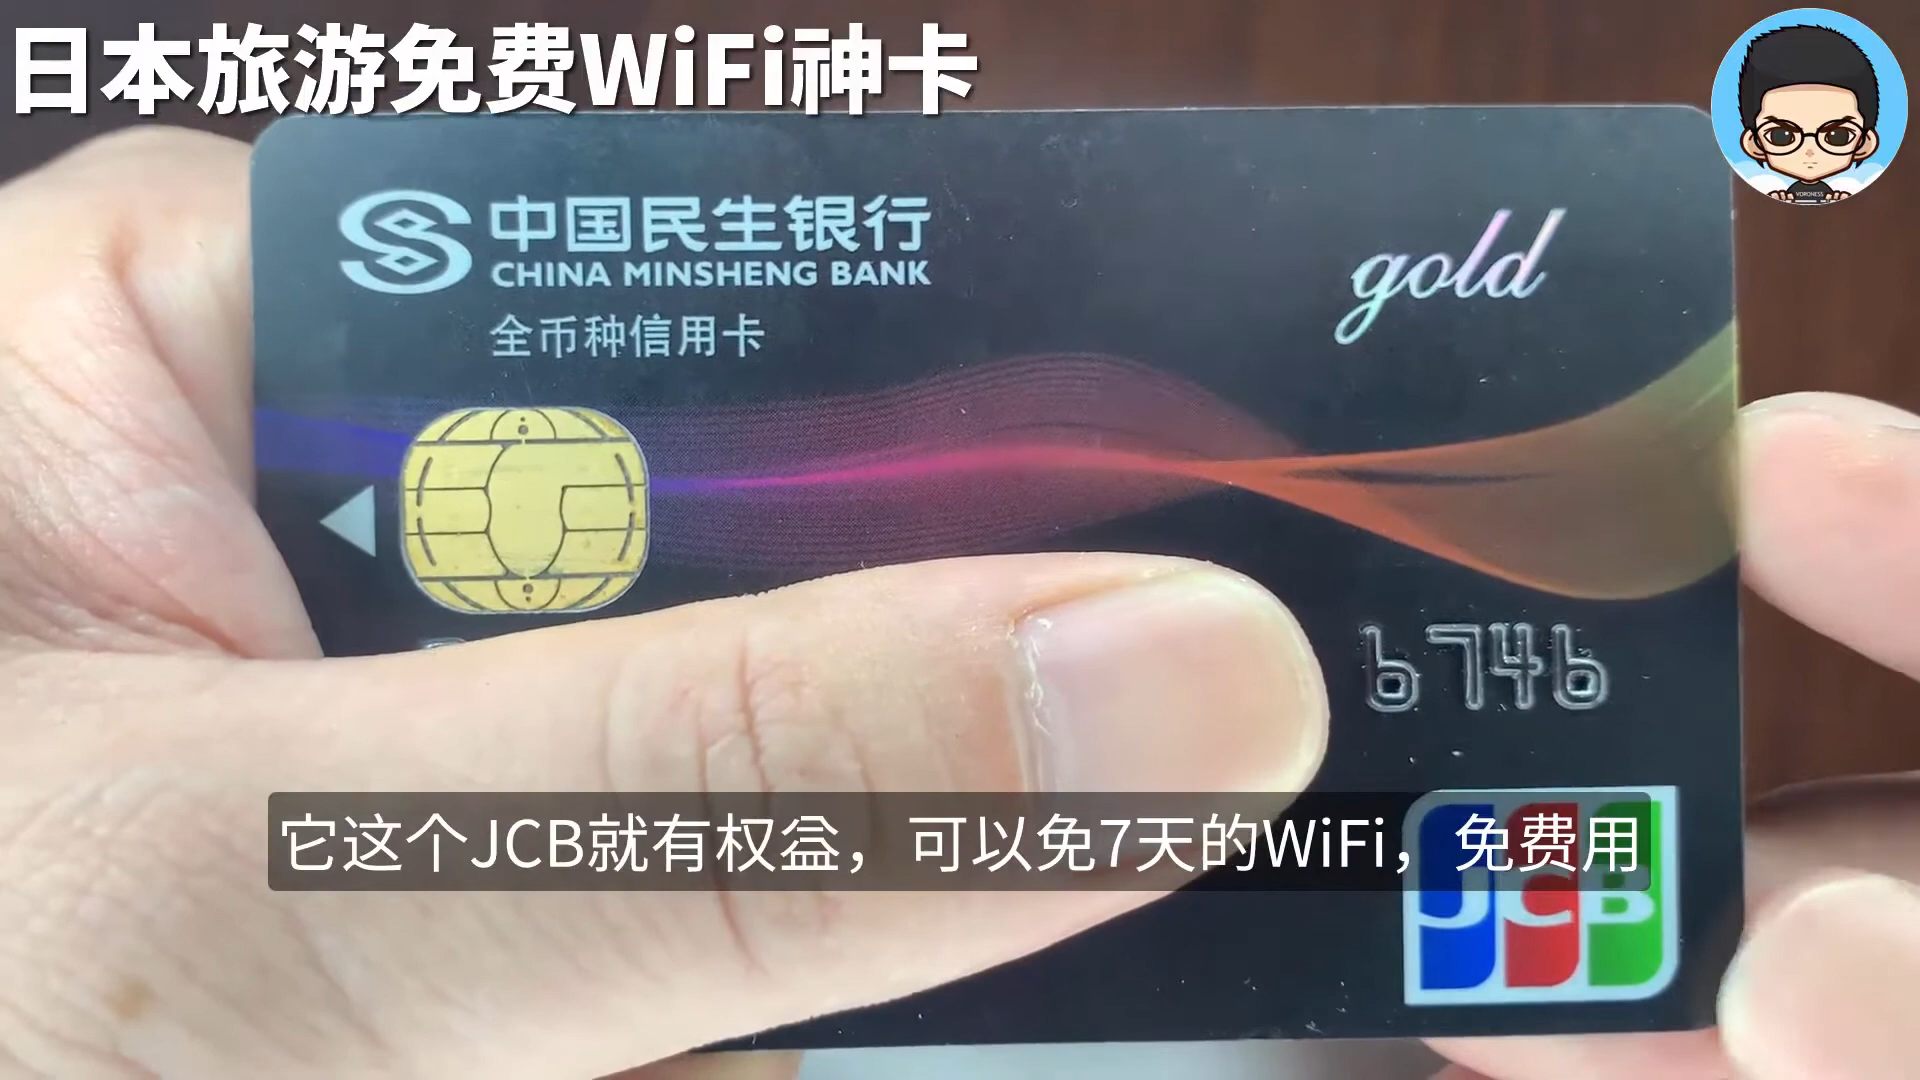 日本旅游免费WiFi神卡
中国民生银行
CHINA MINSHENG BANK
全币种信用卡
gold
6746
它这个JCB就有权益，可以免7天的WiFi，免费用
JCB